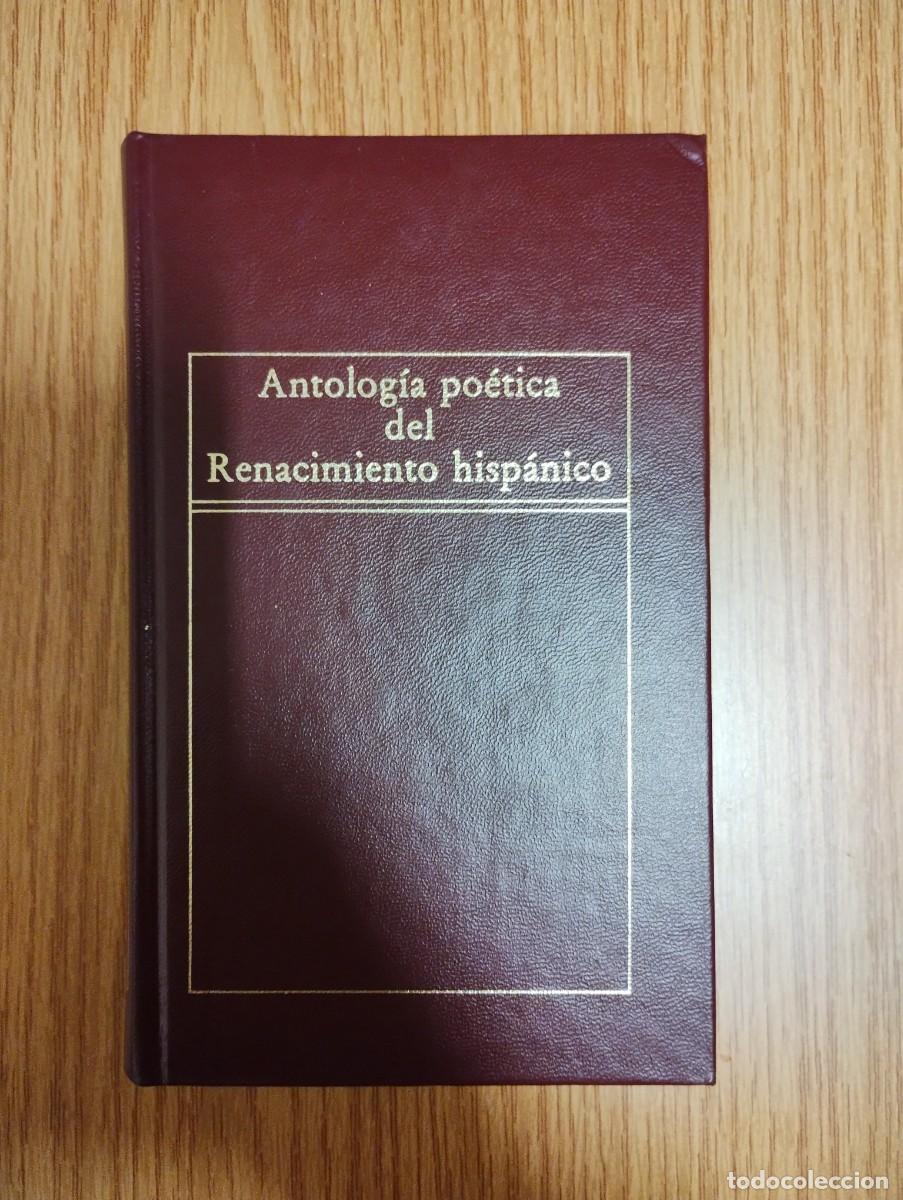 Antología poética
del
Renacimiento hispánico
todocoleccion